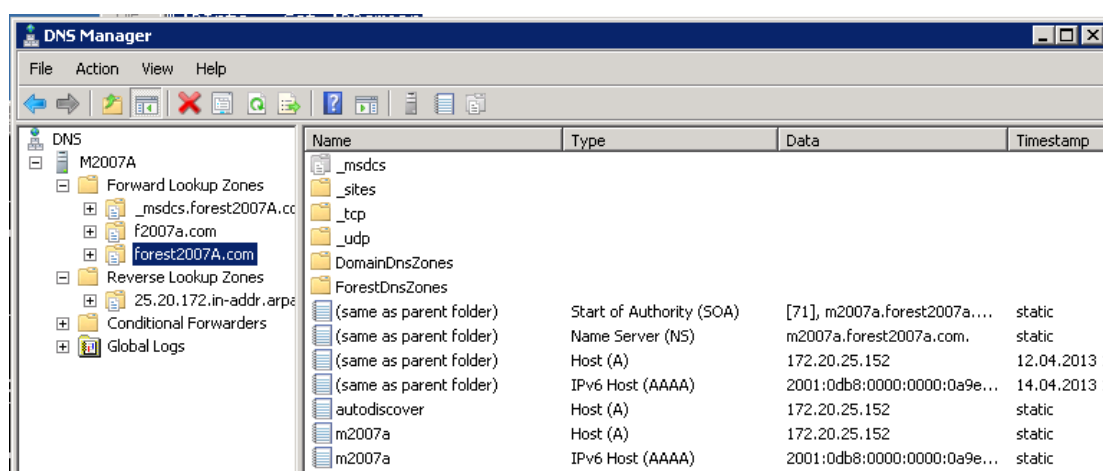 DNS Manager
File Action View Help
DNS
M2007A
Forward Lookup Zones
_msdcs.forest2007A.cc
f2007a.com
forest2007A.com
Reverse Lookup Zones
25.20.172.in-addr.arpa
Conditional Forwarders
Global Logs
Name Type Data Timestamp
_msdcs
_sites
_tcp
_udp
DomainDnsZones
ForestDnsZones
(same as parent folder) Start of Authority (SOA) [71], m2007a.forest2007a.... static
(same as parent folder) Name Server (NS) m2007a.forest2007a.com. static
(same as parent folder) Host (A) 172.20.25.152 12.04.2013
(same as parent folder) IPv6 Host (AAAA) 2001:0db8:0000:0000:0a9e... 14.04.2013
autodiscover Host (A) 172.20.25.152 static
m2007a Host (A) 172.20.25.152 static
m2007a IPv6 Host (AAAA) 2001:0db8:0000:0000:0a9e... static